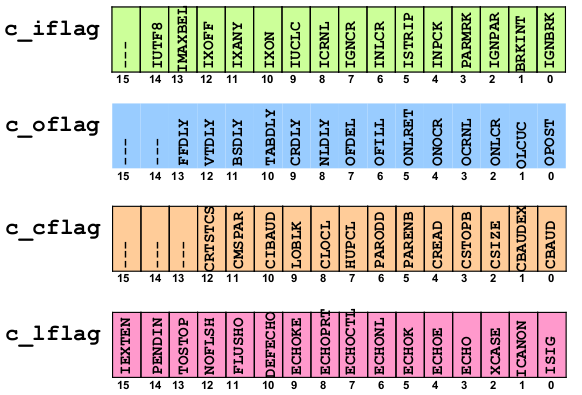 c_iflag
--- IUTF8 IMAXBEL IXOFF IXANY IXON IUCLC ICRNL IGNCR INLCR ISTRIP INPCK PARMRK IGNPAR BRKINT IGNBRK
15 14 13 12 11 10 9 8 7 6 5 4 3 2 1 0
c_oflag
--- --- FFDLY VTDLY BSDLY TABDLY CRDLY NLDLY OFDEL OFILL ONLRET ONOCR OCRNL ONLCR OLCUC OPOST
15 14 13 12 11 10 9 8 7 6 5 4 3 2 1 0
c_cflag
--- --- --- CRTSTCS CMSPAR CIBAUD LOBLK CLOCL HUPCL PARODD PARENB CREAD CSTOPB CSIZE CBAUDEX CBAUD
15 14 13 12 11 10 9 8 7 6 5 4 3 2 1 0
c_lflag
IEXTEN PENDIN TOSTOP NOFLSH FLUSHO DEFECHO ECHOKE ECHOPRT ECHOCTL ECHONL ECHOK ECHOE ECHO XCASE ICANON ISIG
15 14 13 12 11 10 9 8 7 6 5 4 3 2 1 0